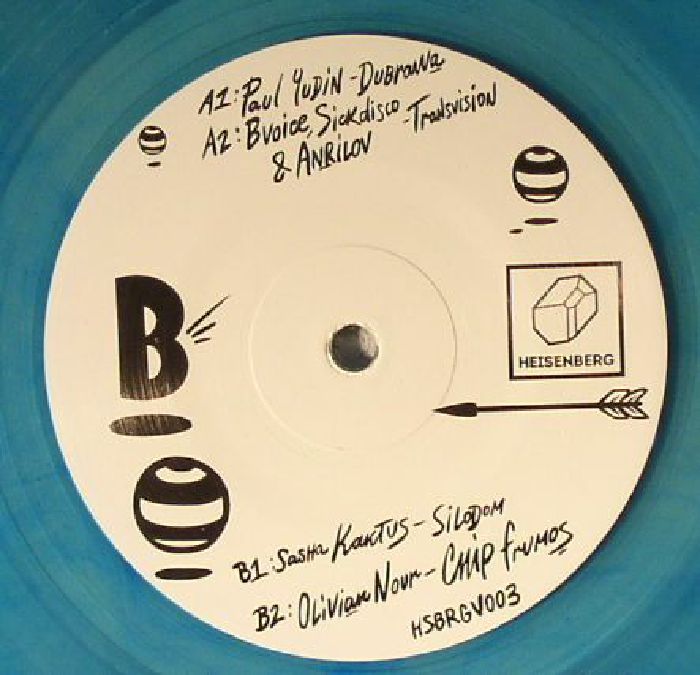 A1: Paul Yudin - Dubrawa
A2: Bvoice, Sickdisco - Transvision
& Anrilov
B
HEISENBERG
B1: Sasha Kaktus - Silodom
B2: Olivian Nour - Chip Frumos
HSBRGV003